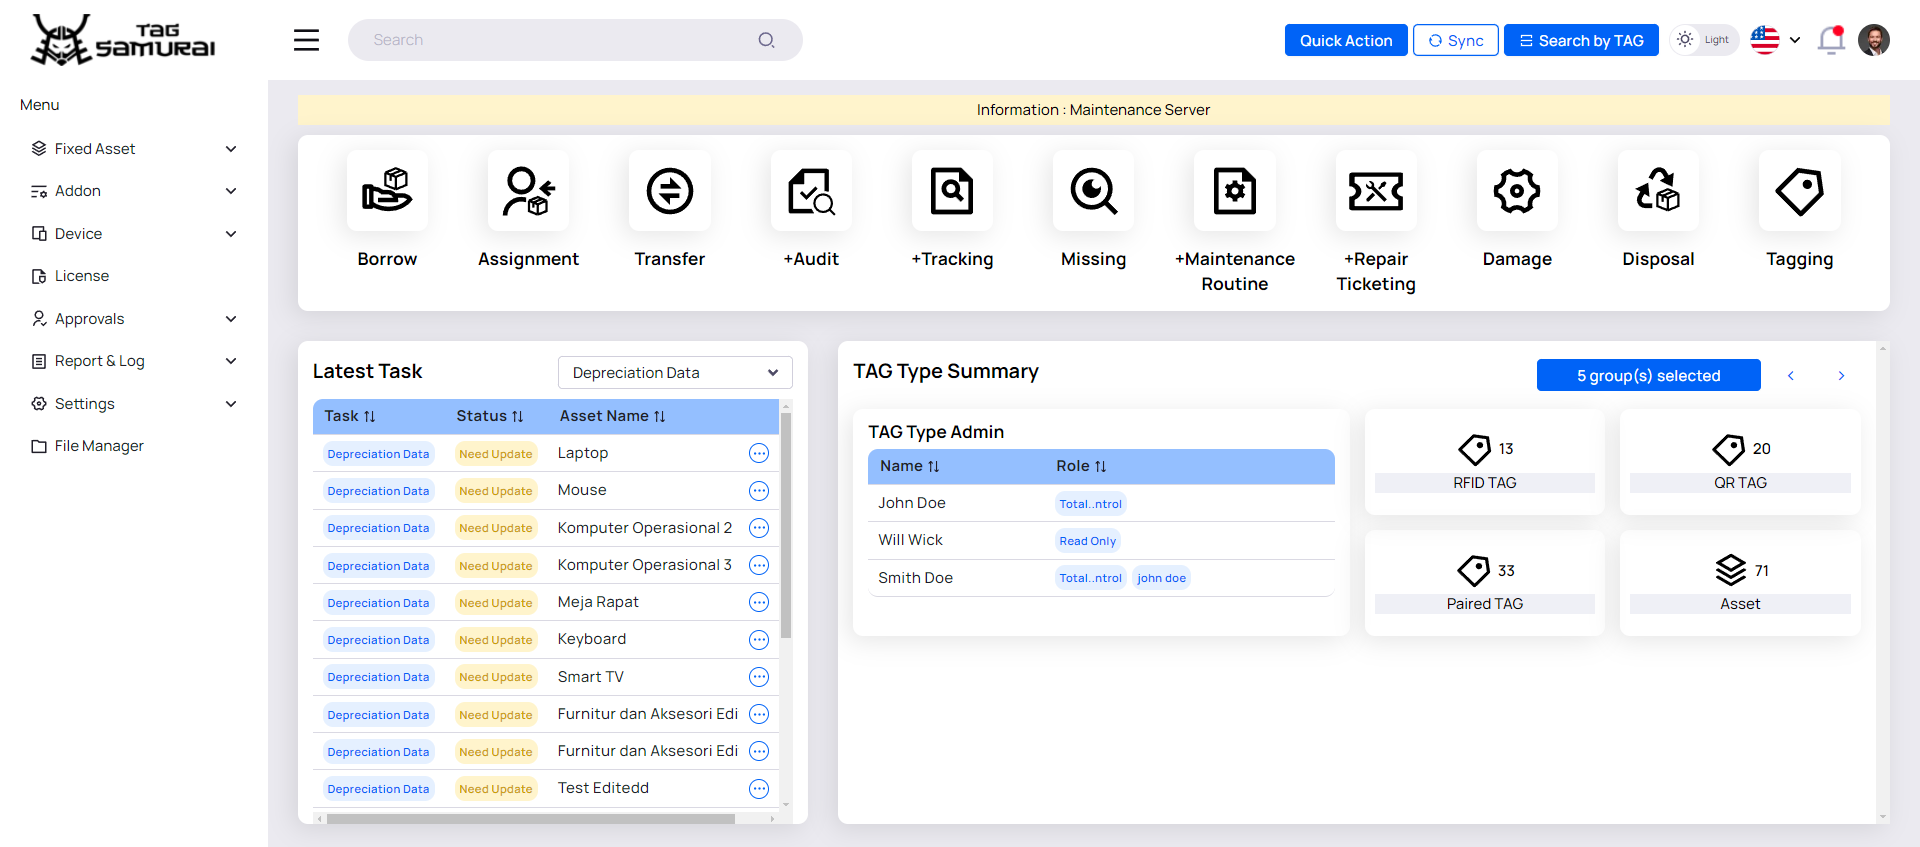 TAG
SAMURAI
Search
Quick Action
Sync
Search by TAG
Light
Menu
Fixed Asset
Addon
Device
License
Approvals
Report & Log
Settings
File Manager
Information : Maintenance Server
Borrow
Assignment
Transfer
+Audit
+Tracking
Missing
+Maintenance
Routine
+Repair
Ticketing
Damage
Disposal
Tagging
Latest Task
Depreciation Data
Task Status Asset Name
Depreciation Data Need Update Laptop
Depreciation Data Need Update Mouse
Depreciation Data Need Update Komputer Operasional 2
Depreciation Data Need Update Komputer Operasional 3
Depreciation Data Need Update Meja Rapat
Depreciation Data Need Update Keyboard
Depreciation Data Need Update Smart TV
Depreciation Data Need Update Furnitur dan Aksesori Edi
Depreciation Data Need Update Furnitur dan Aksesori Edi
Depreciation Data Need Update Test Editedd
TAG Type Summary
5 group(s) selected
TAG Type Admin
Name Role
John Doe Total..ntrol
Will Wick Read Only
Smith Doe Total..ntrol john doe
13
RFID TAG
20
QR TAG
33
Paired TAG
71
Asset